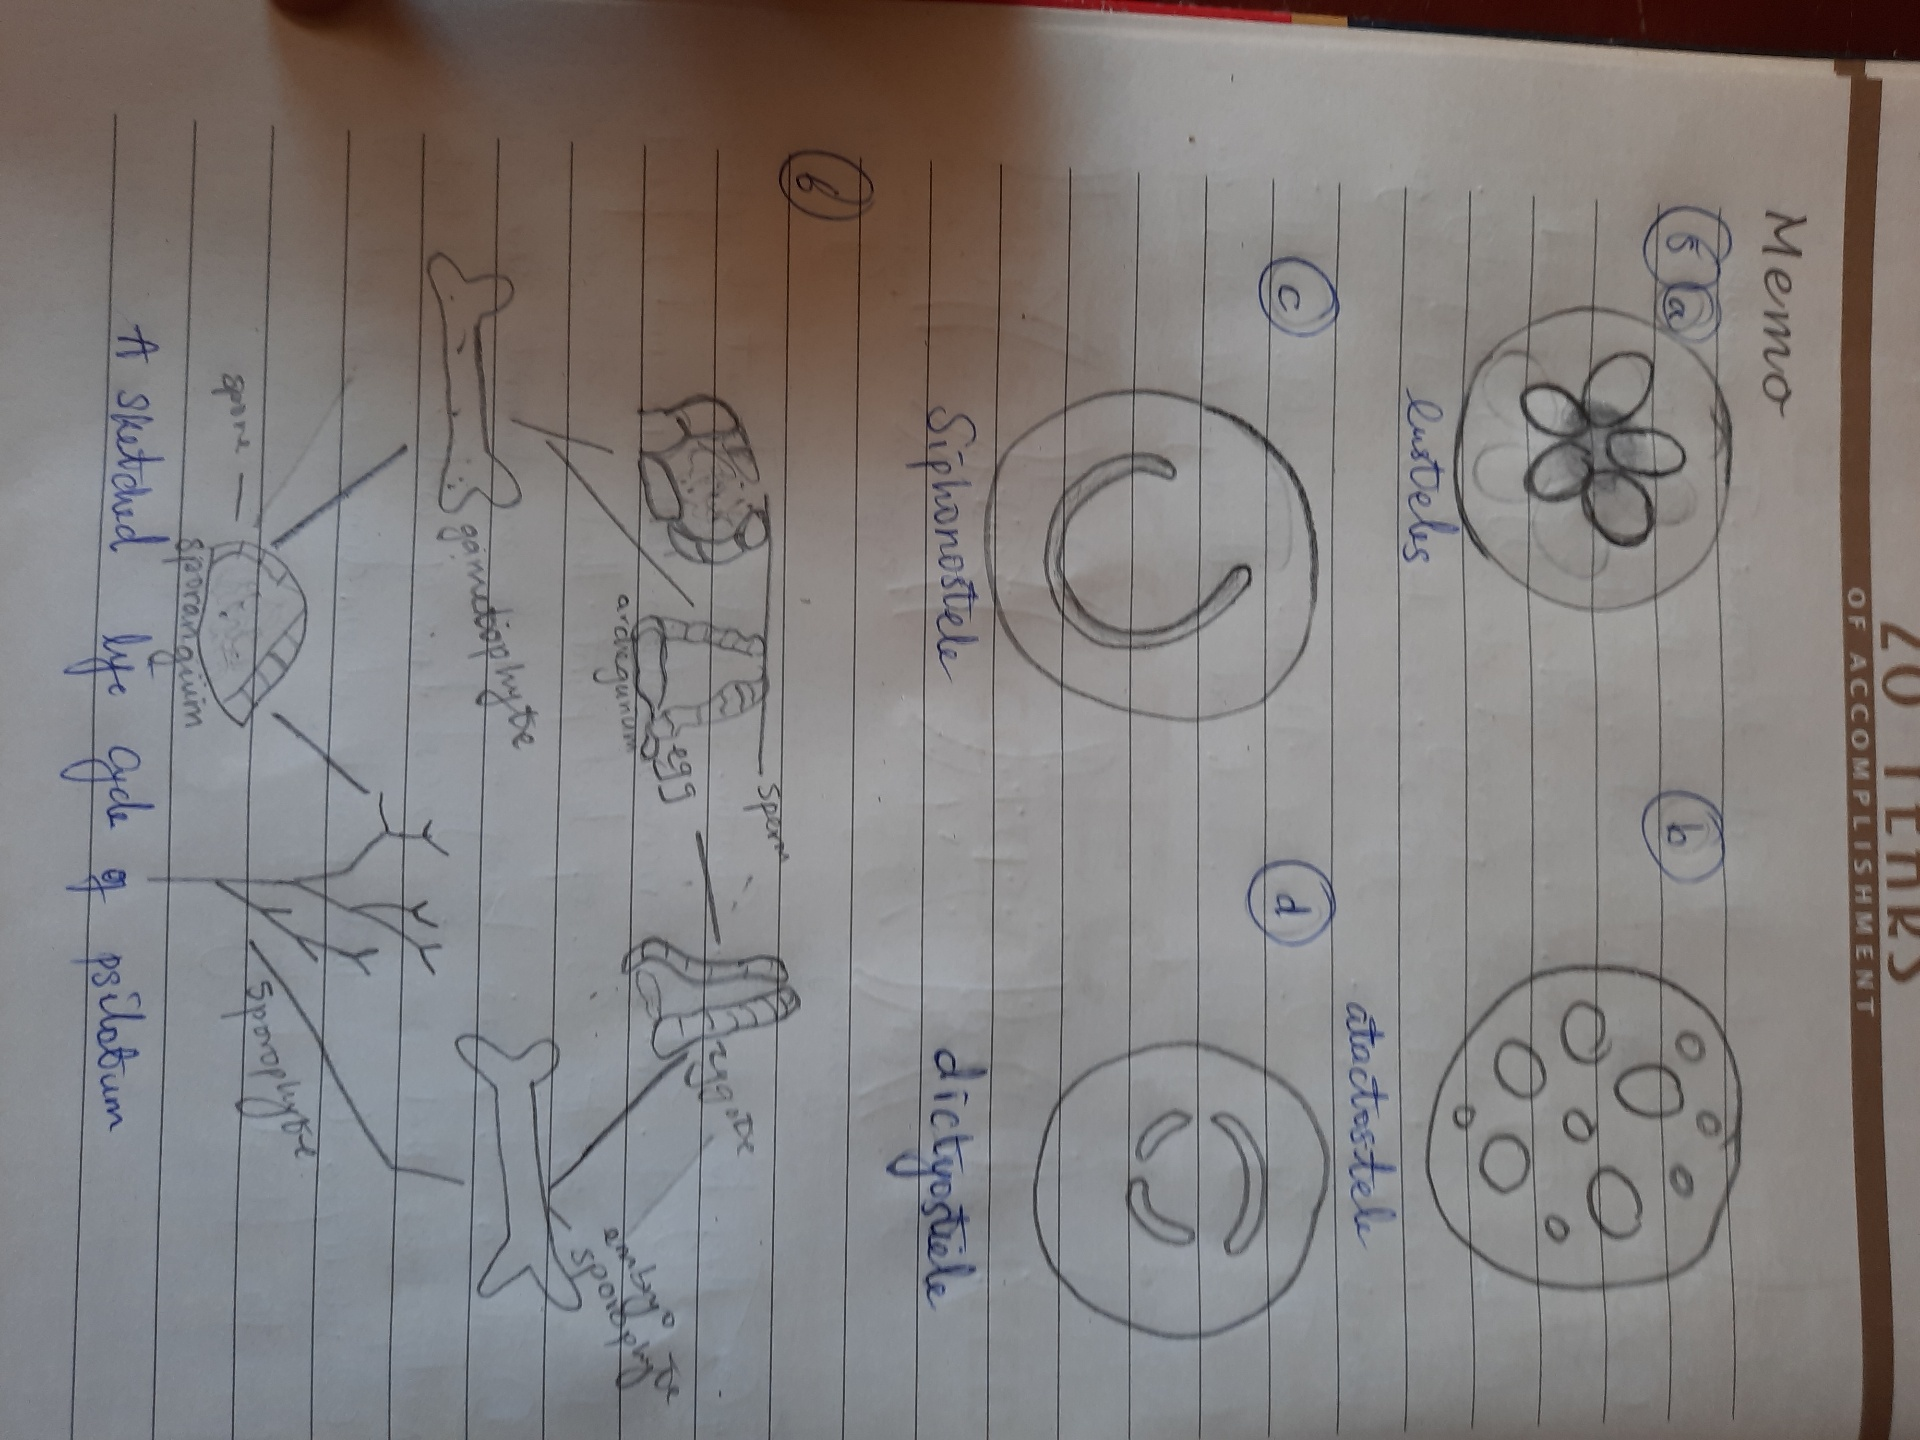 20 YEARS
OF ACCOMPLISHMENT
Memo
5 a
b
eusteles
atactostele
c
d
Siphonostele
dictyostele
6
sperm
egg
archegonium
zygote
embryo
sporophyte
gametophyte
sporophyte
spore
sporangium
A sketched life cycle of psilotum